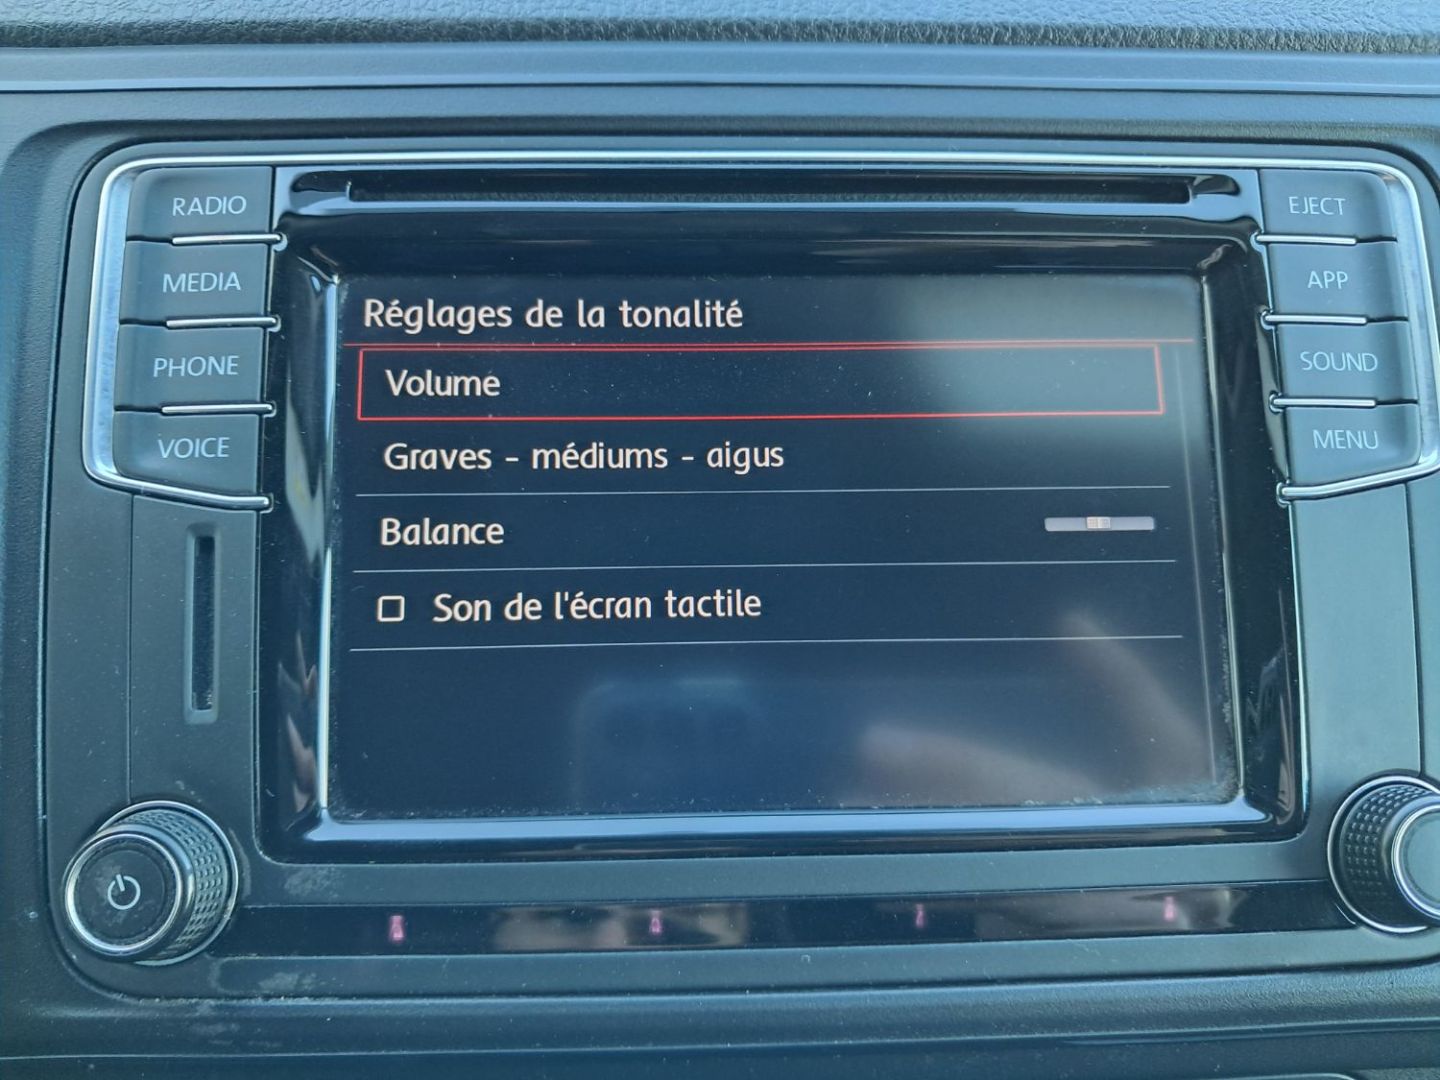 RADIO
MEDIA
PHONE
VOICE
EJECT
APP
SOUND
MENU
Réglages de la tonalité
Volume
Graves - médiums - aigus
Balance
Son de l'écran tactile